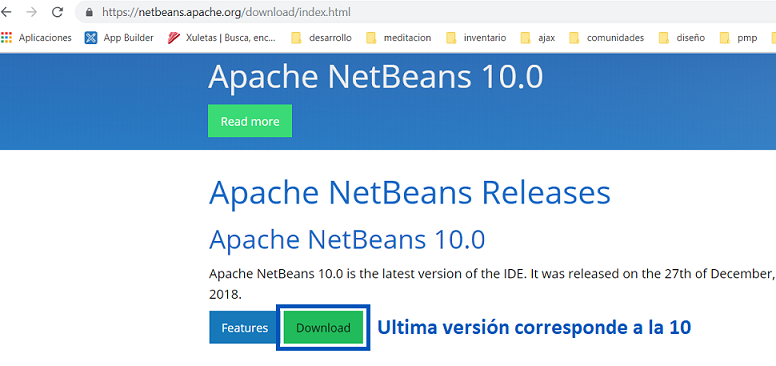 https://netbeans.apache.org/download/index.html
Aplicaciones App Builder Xuletas | Busca, enc... desarrollo meditacion inventario ajax comunidades diseño pmp
Apache NetBeans 10.0
Read more
Apache NetBeans Releases
Apache NetBeans 10.0
Apache NetBeans 10.0 is the latest version of the IDE. It was released on the 27th of December,
2018.
Features Download Ultima versión corresponde a la 10